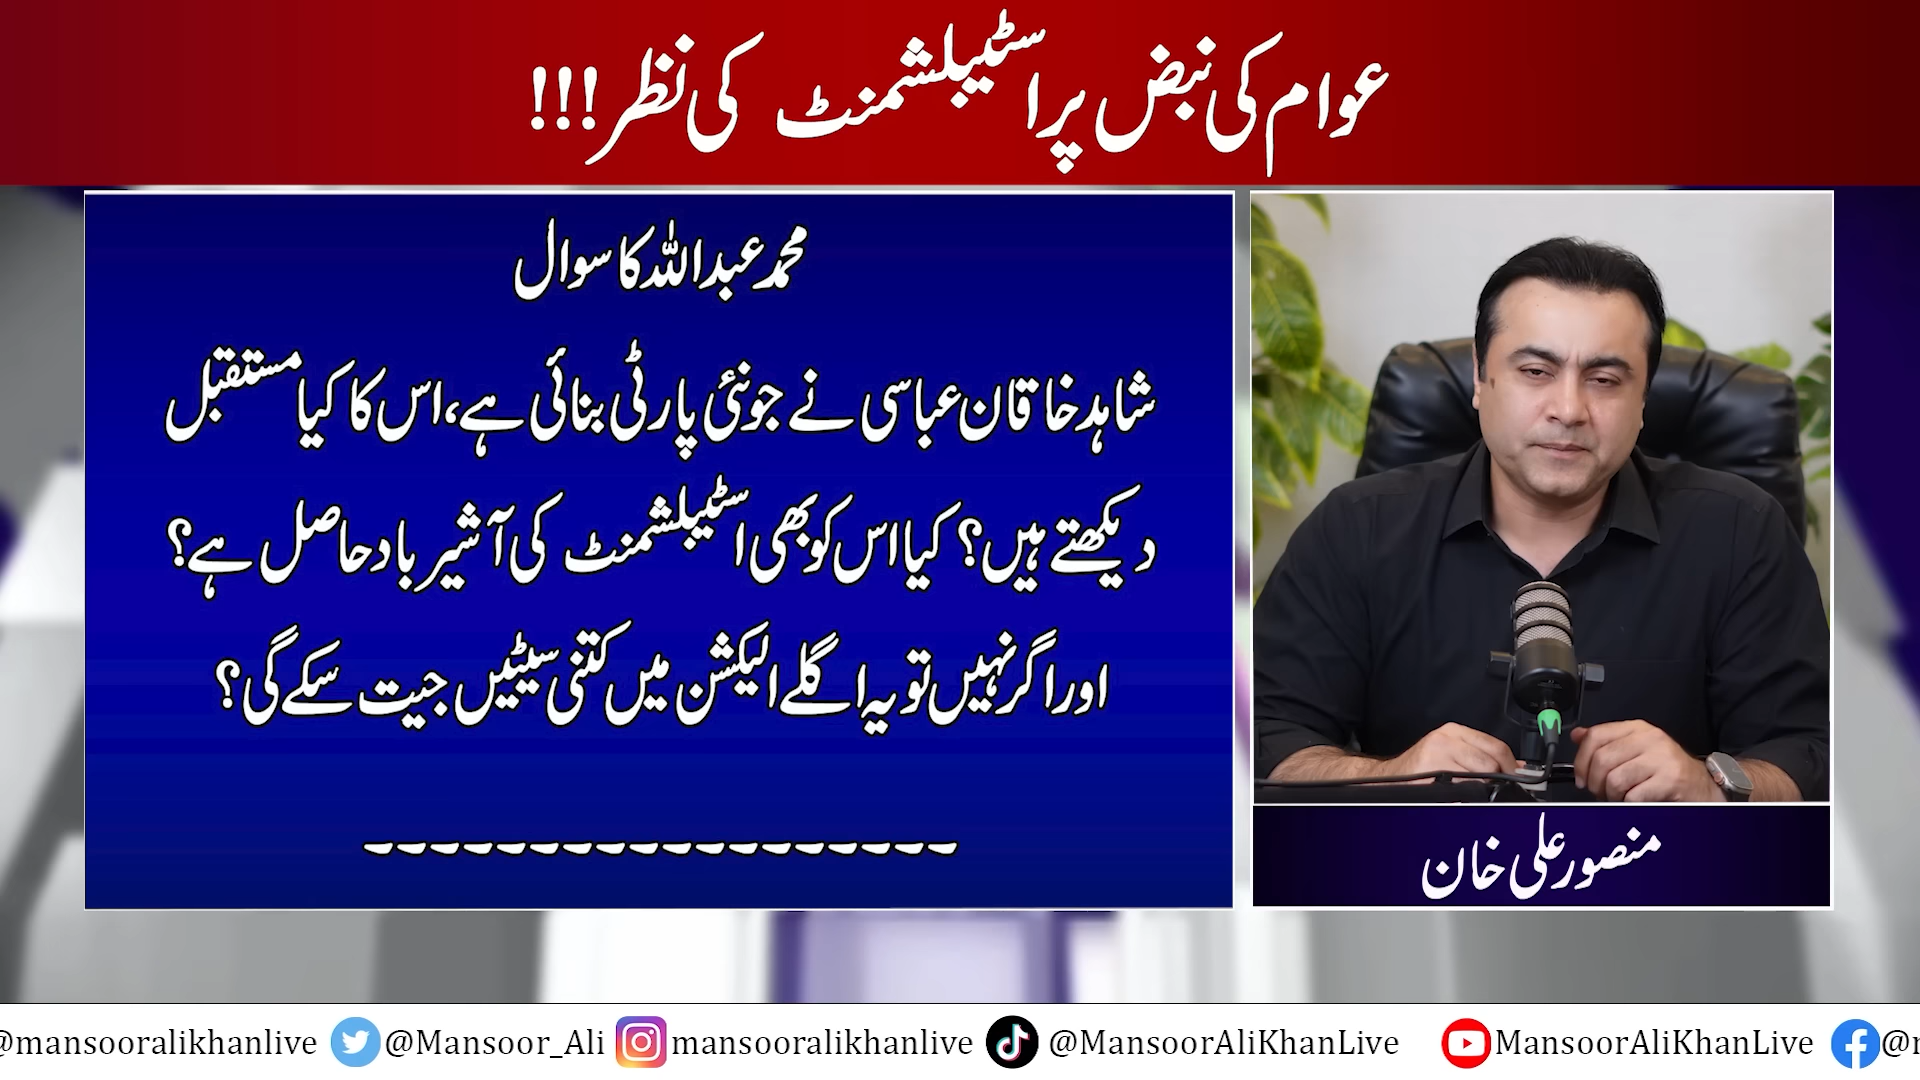 عوام کی نبض پر اسٹیبلشمنٹ کی نظر!!!
محمد عبداللہ کا سوال
شاہد خاقان عباسی نے جو نئی پارٹی بنائی ہے، اس کا کیا مستقبل
دیکھتے ہیں؟ کیا اس کو بھی اسٹیبلشمنٹ کی آشیرباد حاصل ہے؟
اور اگر نہیں تو یہ اگلے الیکشن میں کتنی سیٹیں جیت سکے گی؟
------------------
منصور علی خان
@mansooralikhanlive @Mansoor_Ali mansooralikhanlive @MansoorAliKhanLive MansoorAliKhanLive